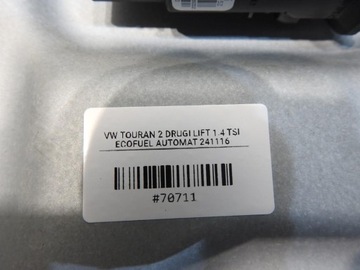 VW TOURAN 2 DRUGI LIFT 1.4 TSI
ECOFUEL AUTOMAT 241116
#70711